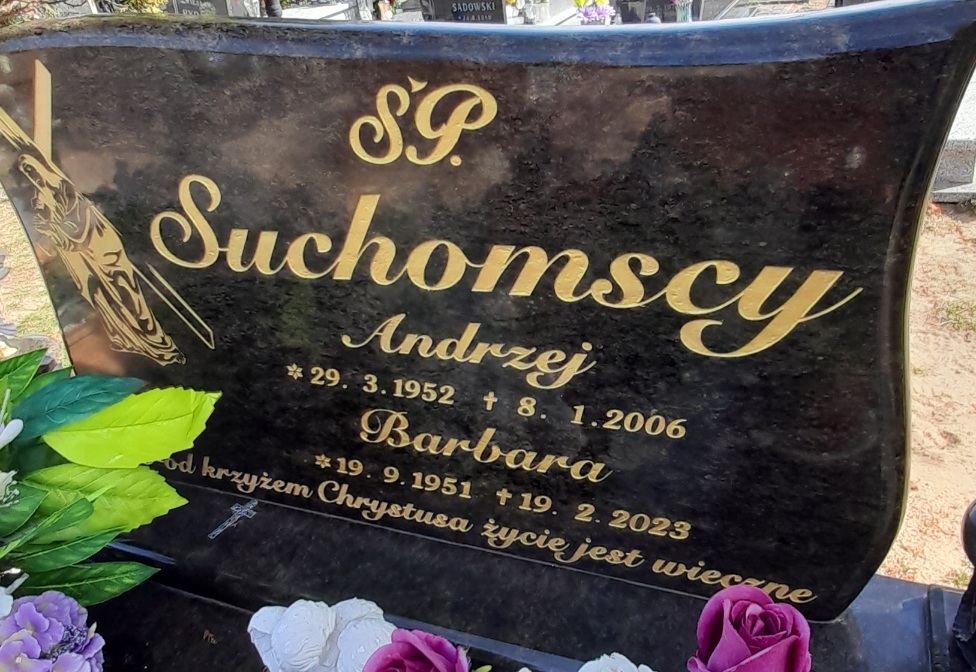 SADOWSKI
Ś.P.
Suchomscy
Andrzej
* 29. 3.1952 † 8. 1.2006
Barbara
* 19. 9.1951 † 19. 2.2023
od krzyżem Chrystusa życie jest wieczne